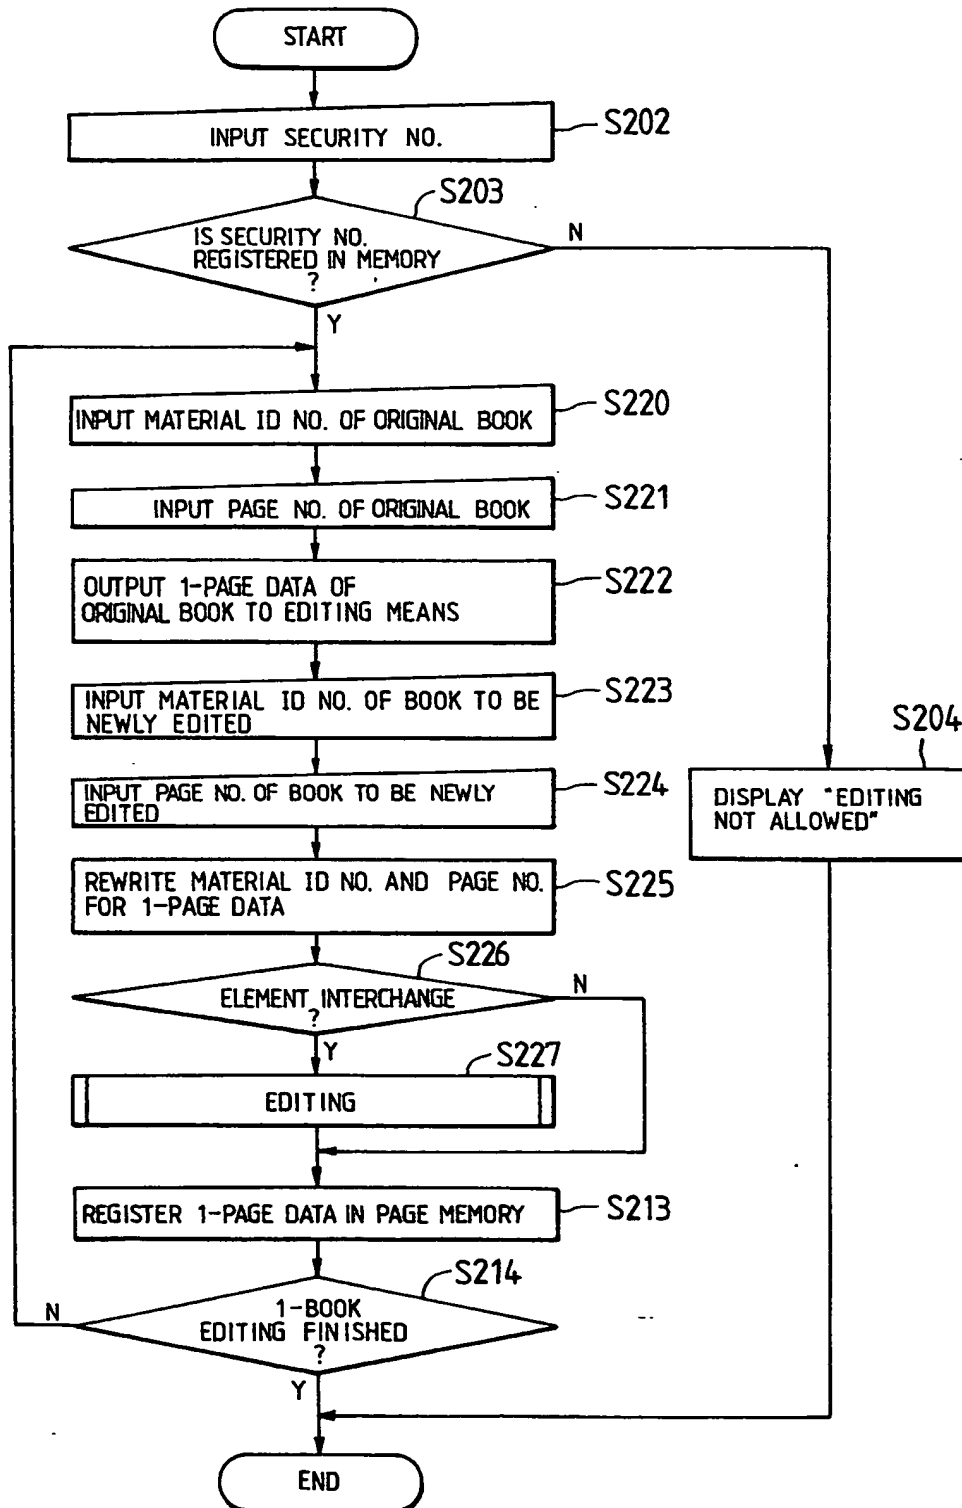 START
INPUT SECURITY NO.
S202
S203
IS SECURITY NO.
REGISTERED IN MEMORY
?
N
Y
INPUT MATERIAL ID NO. OF ORIGINAL BOOK
S220
INPUT PAGE NO. OF ORIGINAL BOOK
S221
OUTPUT 1-PAGE DATA OF
ORIGINAL BOOK TO EDITING MEANS
S222
INPUT MATERIAL ID NO. OF BOOK TO BE
NEWLY EDITED
S223
INPUT PAGE NO. OF BOOK TO BE NEWLY
EDITED
S224
S204
DISPLAY "EDITING
NOT ALLOWED"
REWRITE MATERIAL ID NO. AND PAGE NO.
FOR 1-PAGE DATA
S225
S226
ELEMENT INTERCHANGE
?
N
Y
S227
EDITING
REGISTER 1-PAGE DATA IN PAGE MEMORY
S213
S214
1-BOOK
EDITING FINISHED
?
N
Y
END